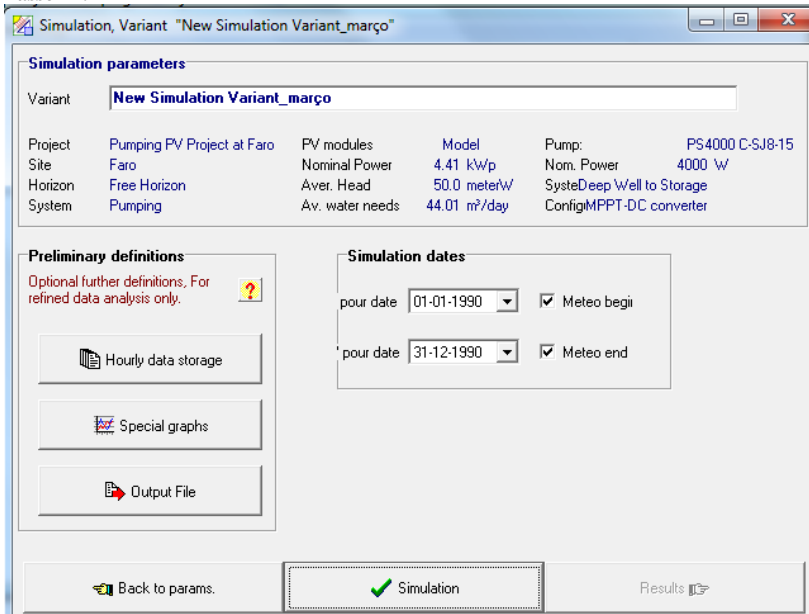 Simulation, Variant "New Simulation Variant_março"
Simulation parameters
Variant New Simulation Variant_março
Project Pumping PV Project at Faro PV modules Model Pump: PS4000 C-SJ8-15
Site Faro Nominal Power 4.41 kWp Nom. Power 4000 W
Horizon Free Horizon Aver. Head 50.0 meterW SysteDeep Well to Storage
System Pumping Av. water needs 44.01 m³/day ConfigMPPT-DC converter
Preliminary definitions
Optional further definitions, For
refined data analysis only.
?
Hourly data storage
Special graphs
Output File
Simulation dates
pour date 01-01-1990 Meteo begin
' pour date 31-12-1990 Meteo end
Back to params. Simulation Results